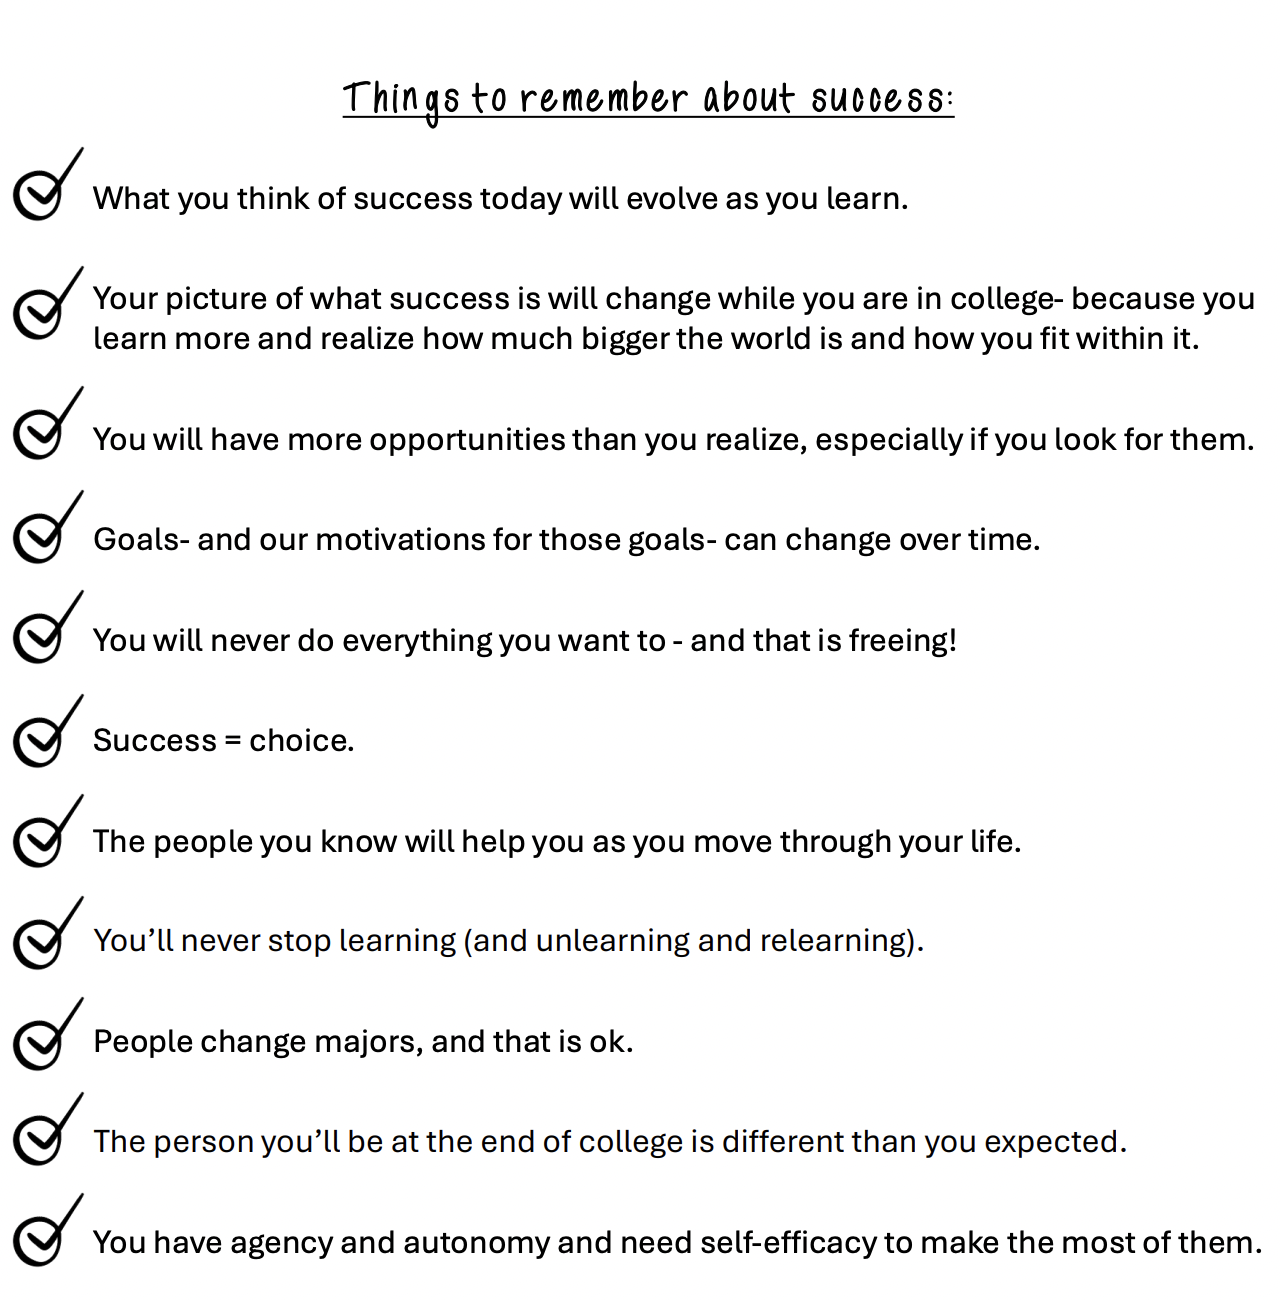 Things to remember about success:
What you think of success today will evolve as you learn.
Your picture of what success is will change while you are in college- because you
learn more and realize how much bigger the world is and how you fit within it.
You will have more opportunities than you realize, especially if you look for them.
Goals- and our motivations for those goals- can change over time.
You will never do everything you want to - and that is freeing!
Success = choice.
The people you know will help you as you move through your life.
You’ll never stop learning (and unlearning and relearning).
People change majors, and that is ok.
The person you’ll be at the end of college is different than you expected.
You have agency and autonomy and need self-efficacy to make the most of them.